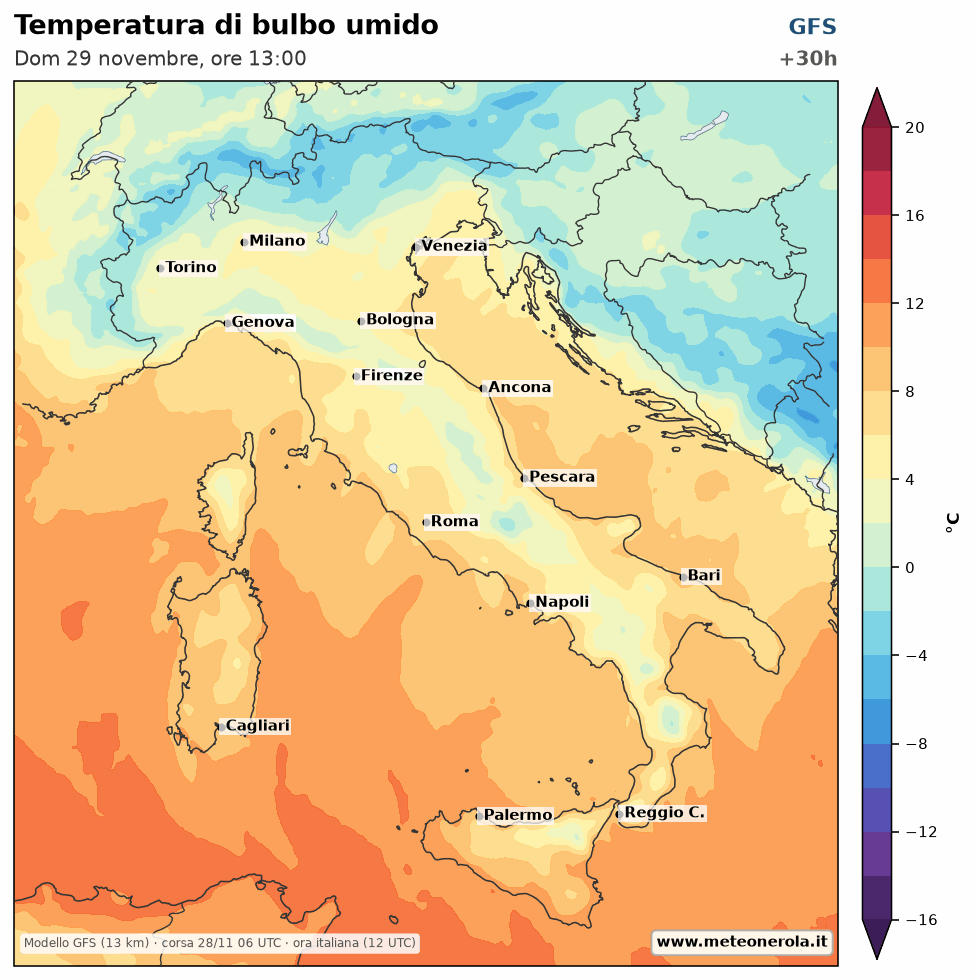 Temperatura di bulbo umido
GFS
Dom 29 novembre, ore 13:00
+30h
Milano
Venezia
Torino
Genova
Bologna
Firenze
Ancona
Pescara
Roma
Bari
Napoli
Cagliari
Palermo
Reggio C.
20
16
12
8
4
0
−4
−8
−12
−16
°C
Modello GFS (13 km) · corsa 28/11 06 UTC · ora italiana (12 UTC)
www.meteonerola.it